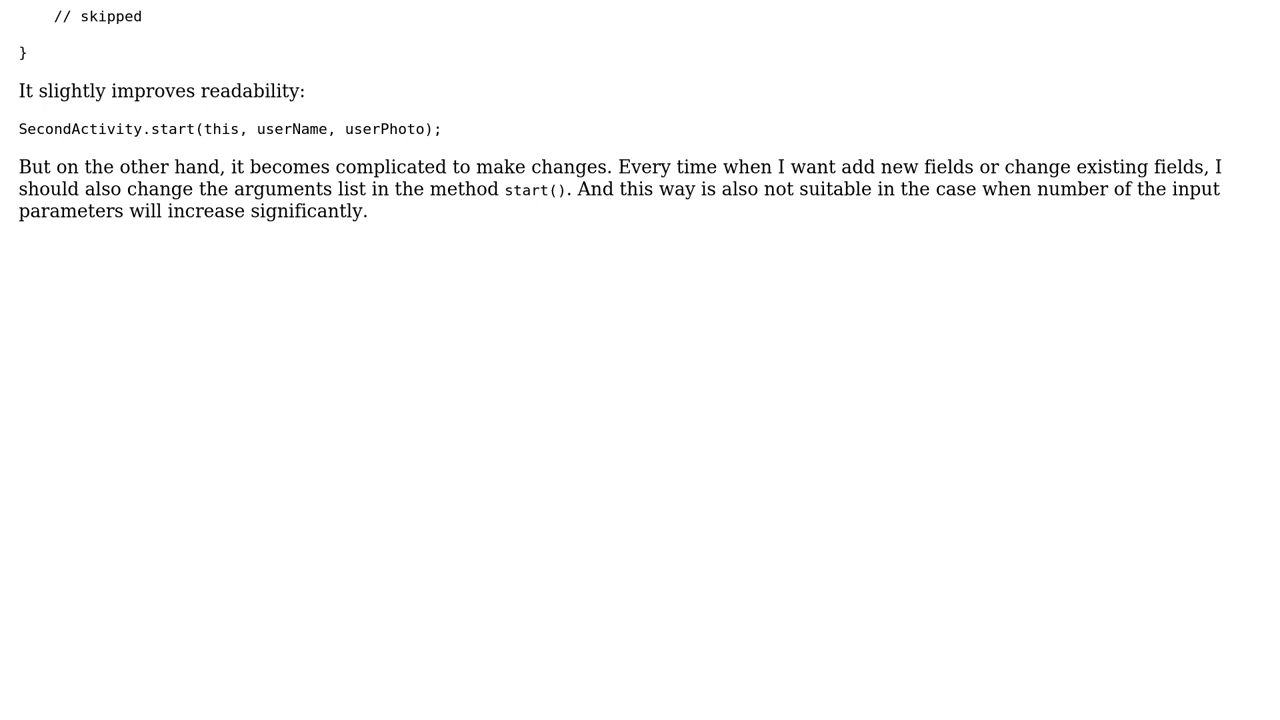 // skipped
}
It slightly improves readability:
SecondActivity.start(this, userName, userPhoto);
But on the other hand, it becomes complicated to make changes. Every time when I want add new fields or change existing fields, I
should also change the arguments list in the method start(). And this way is also not suitable in the case when number of the input
parameters will increase significantly.